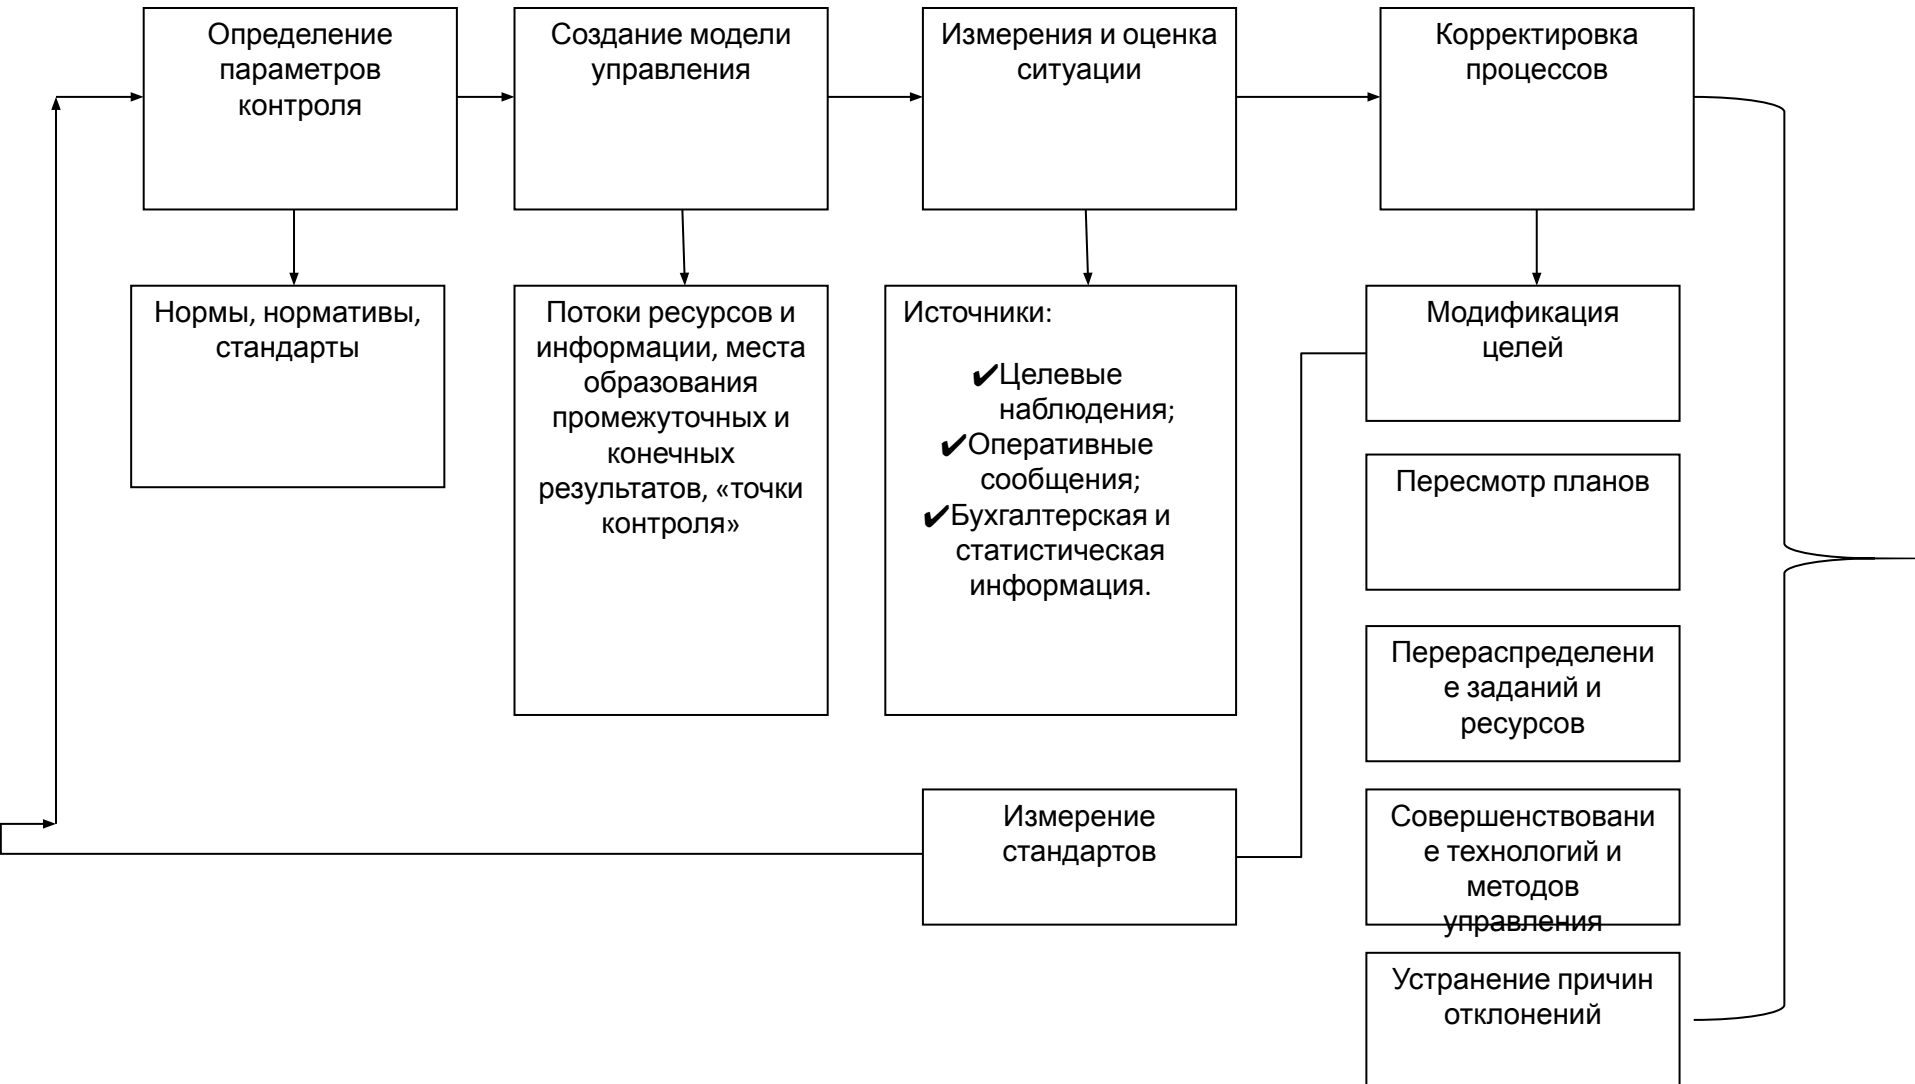 Определение
параметров
контроля
Создание модели
управления
Измерения и оценка
ситуации
Корректировка
процессов
Нормы, нормативы,
стандарты
Потоки ресурсов и
информации, места
образования
промежуточных и
конечных
результатов, «точки
контроля»
Источники:
✔Целевые
наблюдения;
✔Оперативные
сообщения;
✔Бухгалтерская и
статистическая
информация.
Модификация
целей
Пересмотр планов
Перераспределени
е заданий и
ресурсов
Измерение
стандартов
Совершенствовани
е технологий и
методов
управления
Устранение причин
отклонений